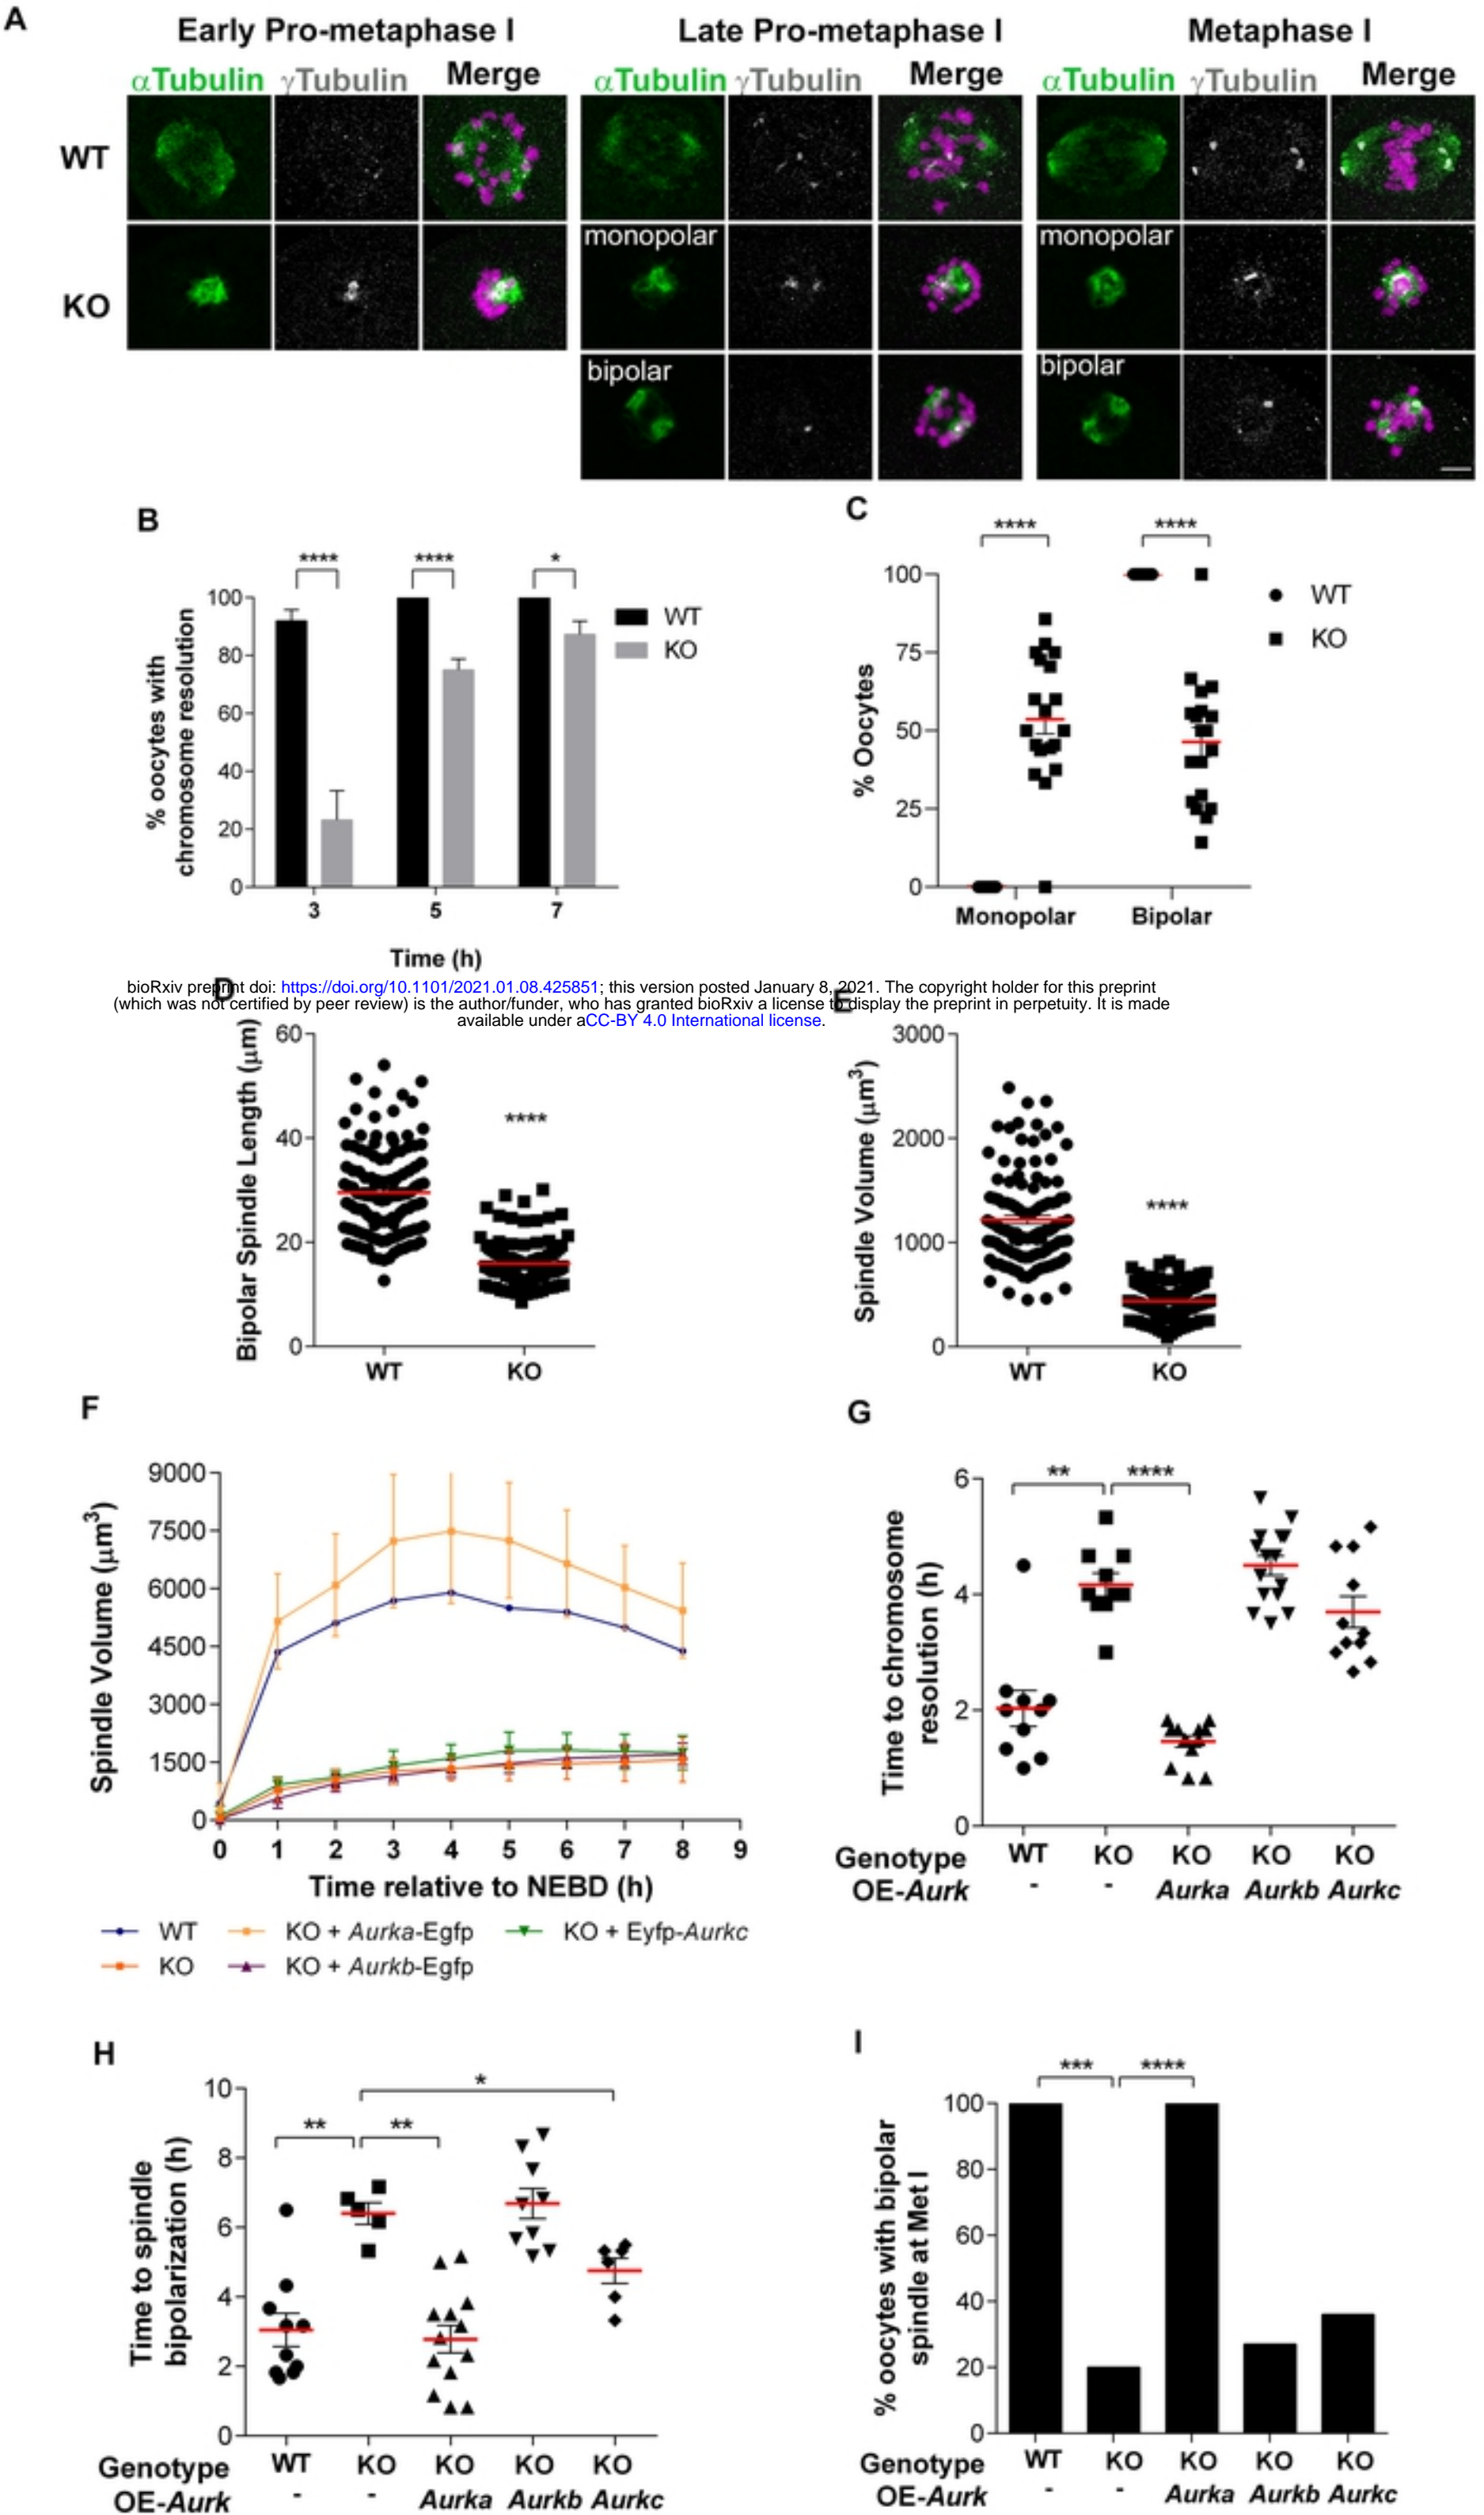 A
Early Pro-metaphase I
Late Pro-metaphase I
Metaphase I
αTubulin γTubulin Merge
αTubulin γTubulin Merge
αTubulin γTubulin Merge
WT
monopolar
monopolar
KO
bipolar
bipolar
B
**** **** *
% oocytes with
chromosome resolution
100
80
60
40
20
0
3 5 7
Time (h)
WT
KO
C
**** ****
% Oocytes
100
75
50
25
0
Monopolar Bipolar
WT
KO
bioRxiv preprint doi: https://doi.org/10.1101/2021.01.08.425851; this version posted January 8, 2021. The copyright holder for this preprint
(which was not certified by peer review) is the author/funder, who has granted bioRxiv a license to display the preprint in perpetuity. It is made
available under aCC-BY 4.0 International license.
D
Bipolar Spindle Length (μm)
60
40
20
0
****
WT KO
E
Spindle Volume (μm³)
3000
2000
1000
0
****
WT KO
F
Spindle Volume (μm³)
9000
7500
6000
4500
3000
1500
0
0 1 2 3 4 5 6 7 8 9
Time relative to NEBD (h)
WT KO + Aurka-Egfp KO + Eyfp-Aurkc
KO KO + Aurkb-Egfp
G
** ****
Time to chromosome
resolution (h)
6
4
2
0
Genotype WT KO KO KO KO
OE-Aurk - - Aurka Aurkb Aurkc
H
*
** **
Time to spindle
bipolarization (h)
10
8
6
4
2
0
Genotype WT KO KO KO KO
OE-Aurk - - Aurka Aurkb Aurkc
I
*** ****
% oocytes with bipolar
spindle at Met I
100
80
60
40
20
0
Genotype WT KO KO KO KO
OE-Aurk - - Aurka Aurkb Aurkc